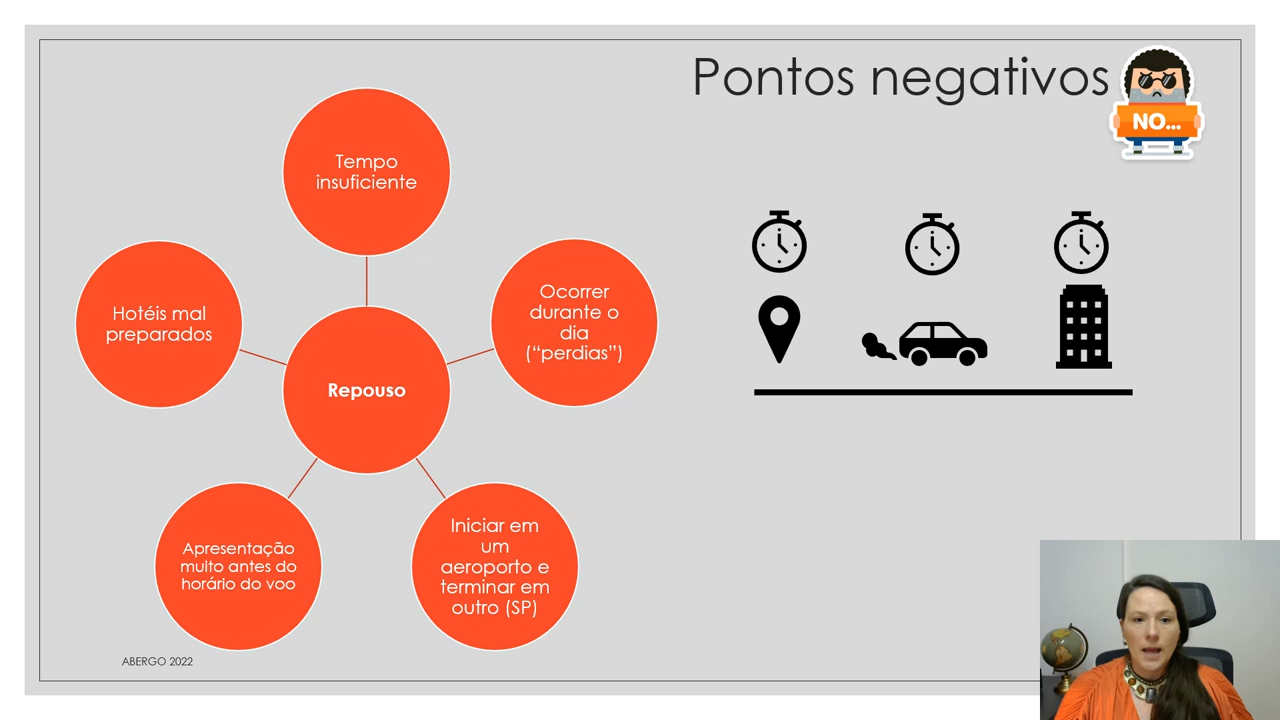 Pontos negativos
NO...
Tempo
insuficiente
Hotéis mal
preparados
Ocorrer
durante o
dia
(“perdias”)
Repouso
Apresentação
muito antes do
horário do voo
Iniciar em
um
aeroporto e
terminar em
outro (SP)
ABERGO 2022